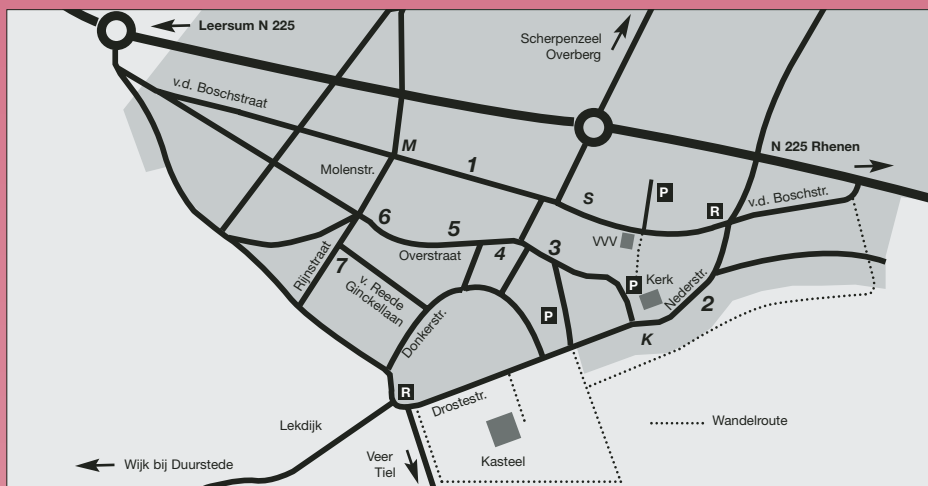 Leersum N 225
Scherpenzeel
Overberg
v.d. Boschstraat
N 225 Rhenen
M
1
Molenstr.
S
P
R
v.d. Boschstr.
6
5
VVV
Overstraat
4
3
Rijnstraat
7
v. Reede
Ginckellaan
P
Kerk
Nederstr.
2
P
Donkerstr.
K
R
Drostestr.
Lekdijk
Wandelroute
Veer
Tiel
Kasteel
Wijk bij Duurstede